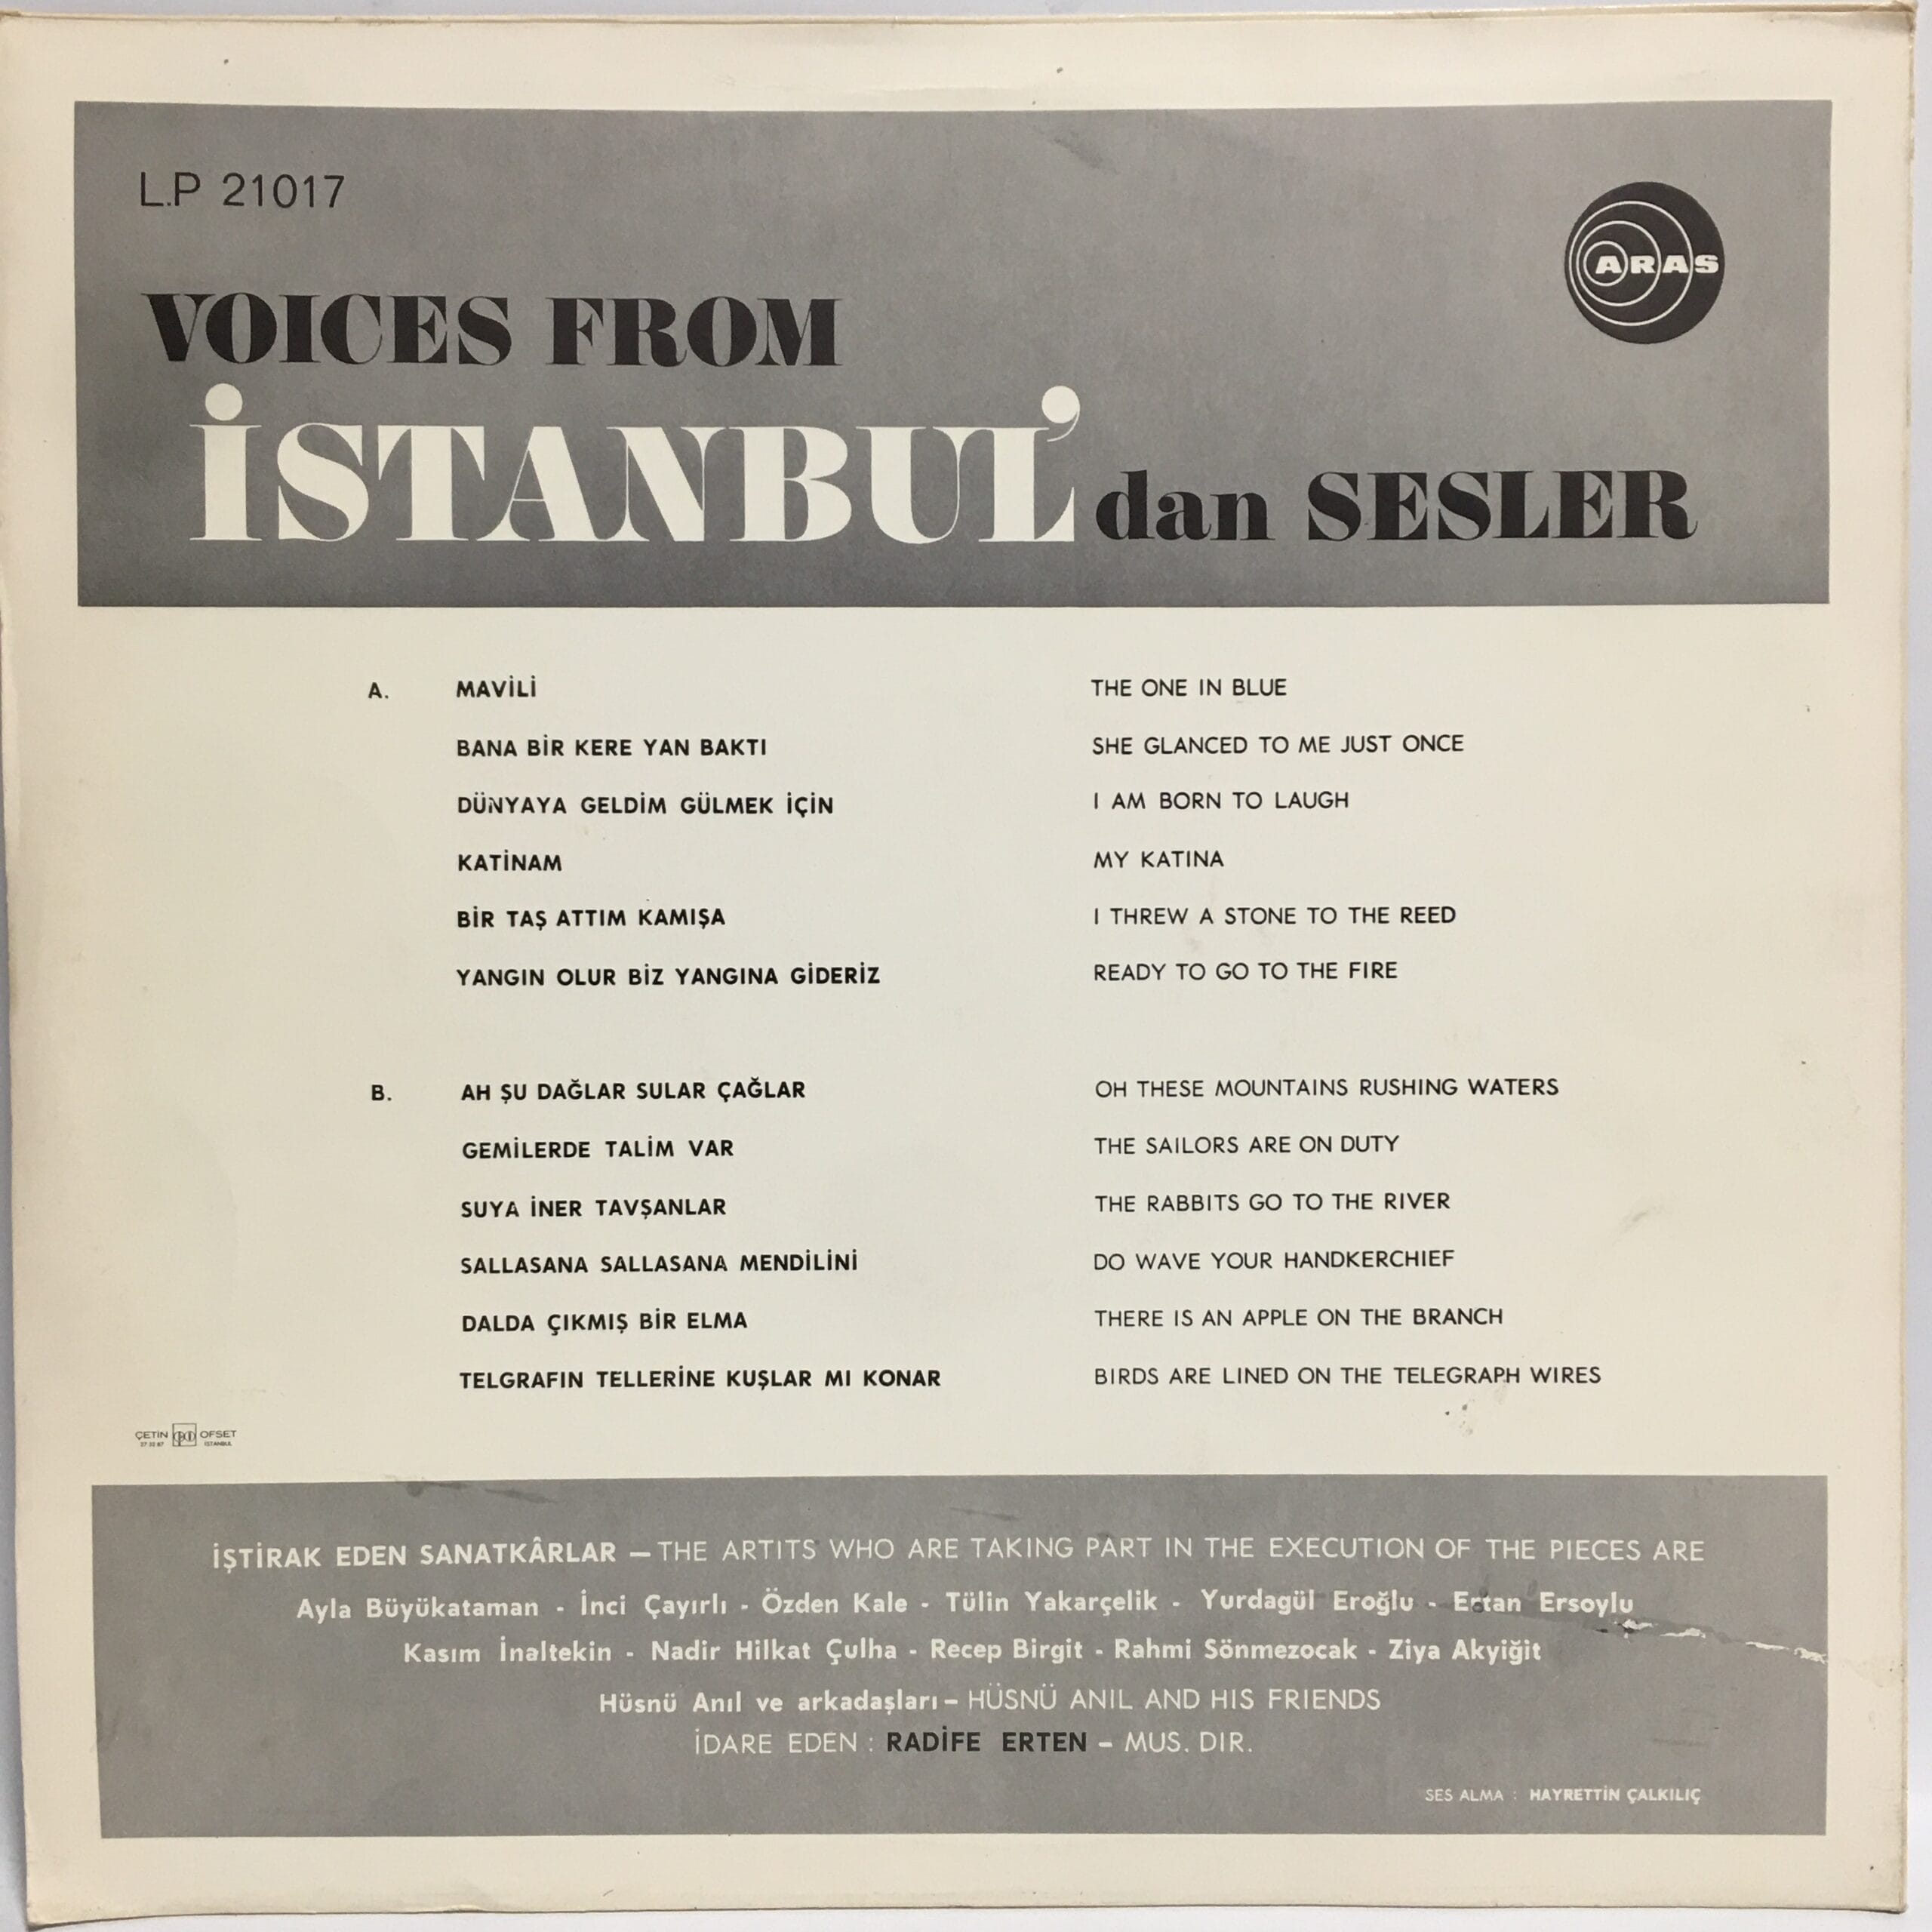 L.P 21017
ARAS
VOICES FROM
İSTANBUL'dan SESLER
A. MAVİLİ THE ONE IN BLUE
BANA BİR KERE YAN BAKTI SHE GLANCED TO ME JUST ONCE
DÜNYAYA GELDİM GÜLMEK İÇİN I AM BORN TO LAUGH
KATİNAM MY KATINA
BİR TAŞ ATTIM KAMIŞA I THREW A STONE TO THE REED
YANGIN OLUR BİZ YANGINA GİDERİZ READY TO GO TO THE FIRE
B. AH ŞU DAĞLAR SULAR ÇAĞLAR OH THESE MOUNTAINS RUSHING WATERS
GEMİLERDE TALİM VAR THE SAILORS ARE ON DUTY
SUYA İNER TAVŞANLAR THE RABBITS GO TO THE RIVER
SALLASANA SALLASANA MENDİLİNİ DO WAVE YOUR HANDKERCHIEF
DALDA ÇIKMIŞ BİR ELMA THERE IS AN APPLE ON THE BRANCH
TELGRAFIN TELLERİNE KUŞLAR MI KONAR BIRDS ARE LINED ON THE TELEGRAPH WIRES
ÇETİN OFSET
İSTANBUL
İŞTİRAK EDEN SANATKÂRLAR — THE ARTITS WHO ARE TAKING PART IN THE EXECUTION OF THE PIECES ARE
Ayla Büyükataman - İnci Çayırlı - Özden Kale - Tülin Yakarçelik - Yurdagül Eroğlu - Ertan Ersoylu
Kasım İnaltekin - Nadir Hilkat Çulha - Recep Birgit - Rahmi Sönmezocak - Ziya Akyiğit
Hüsnü Anıl ve arkadaşları – HÜSNÜ ANIL AND HIS FRIENDS
İDARE EDEN : RADİFE ERTEN – MUS. DIR.
SES ALMA : HAYRETTİN ÇALKILIÇ